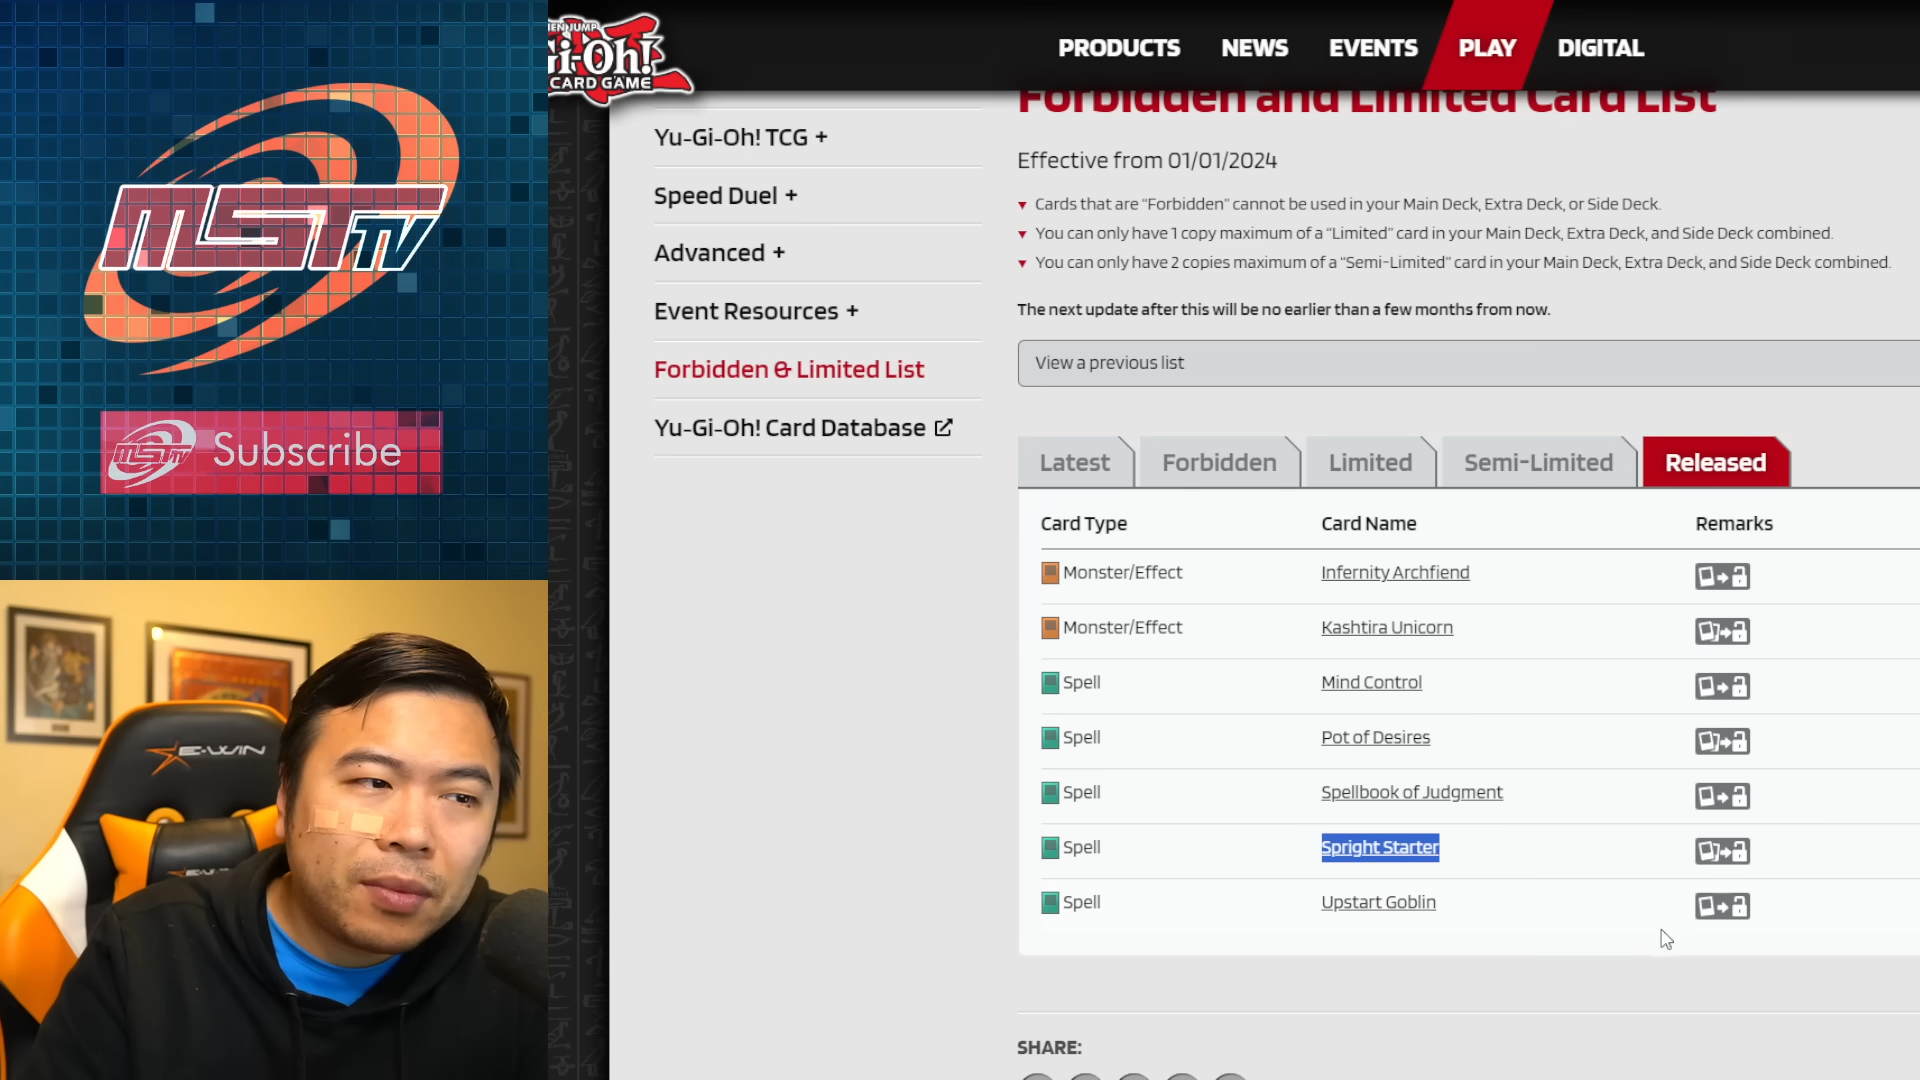 MSTTV
MSTTV Subscribe
E-WIN
Gi-Oh!
CARD GAME
PRODUCTS NEWS EVENTS PLAY DIGITAL
Yu-Gi-Oh! TCG +
Speed Duel +
Advanced +
Event Resources +
Forbidden & Limited List
Yu-Gi-Oh! Card Database
Forbidden and Limited Card List
Effective from 01/01/2024
Cards that are “Forbidden” cannot be used in your Main Deck, Extra Deck, or Side Deck.
You can only have 1 copy maximum of a “Limited” card in your Main Deck, Extra Deck, and Side Deck combined.
You can only have 2 copies maximum of a “Semi-Limited” card in your Main Deck, Extra Deck, and Side Deck combined.
The next update after this will be no earlier than a few months from now.
View a previous list
Latest Forbidden Limited Semi-Limited Released
Card Type Card Name Remarks
Monster/Effect Infernity Archfiend
Monster/Effect Kashtira Unicorn
Spell Mind Control
Spell Pot of Desires
Spell Spellbook of Judgment
Spell Spright Starter
Spell Upstart Goblin
SHARE: